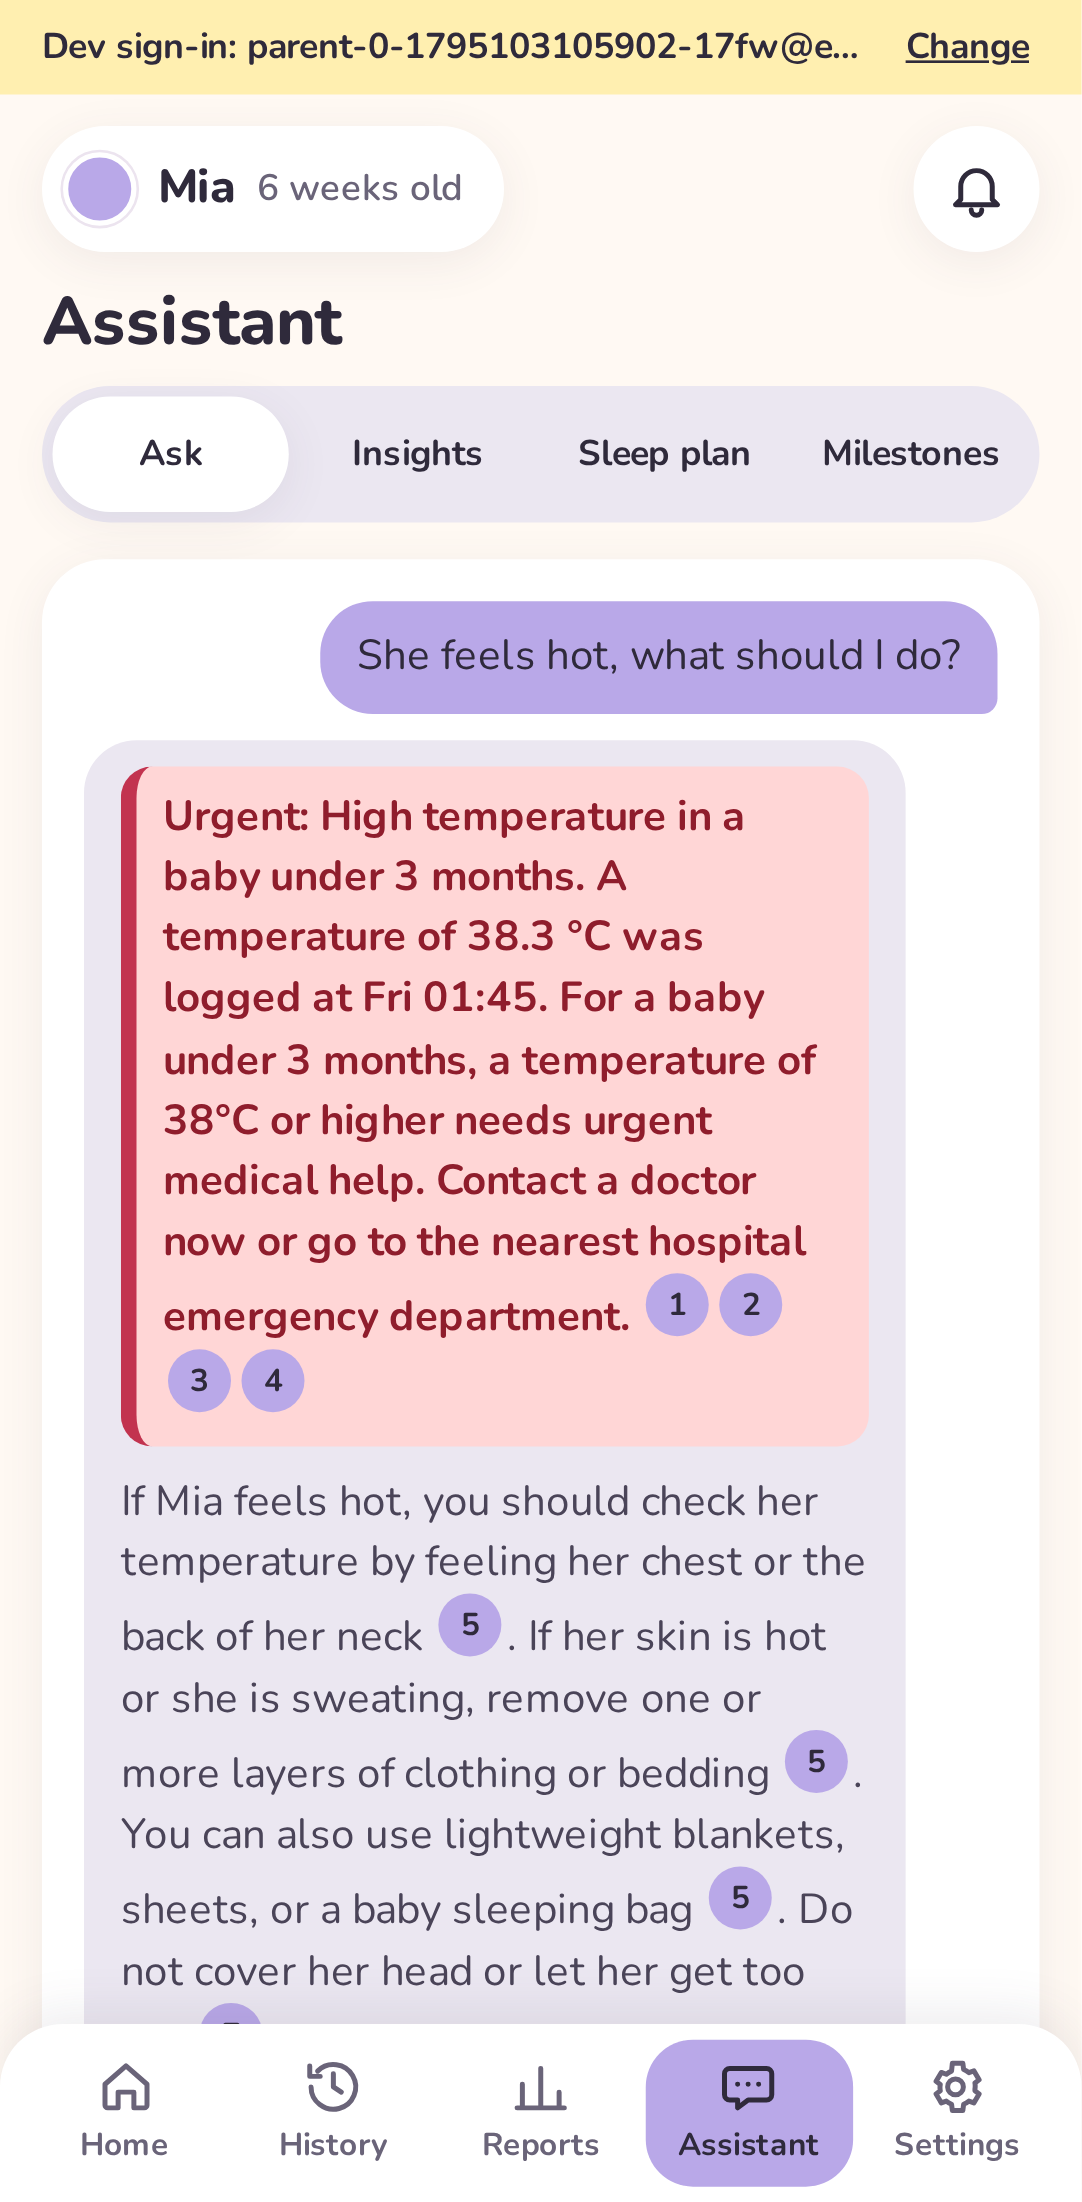 Dev sign-in: parent-0-1795103105902-17fw@e... Change
Mia 6 weeks old
Assistant
Ask Insights Sleep plan Milestones
She feels hot, what should I do?
Urgent: High temperature in a
baby under 3 months. A
temperature of 38.3 °C was
logged at Fri 01:45. For a baby
under 3 months, a temperature of
38°C or higher needs urgent
medical help. Contact a doctor
now or go to the nearest hospital
emergency department. 1 2
3 4
If Mia feels hot, you should check her
temperature by feeling her chest or the
back of her neck 5 . If her skin is hot
or she is sweating, remove one or
more layers of clothing or bedding 5 .
You can also use lightweight blankets,
sheets, or a baby sleeping bag 5 . Do
not cover her head or let her get too
Home History Reports Assistant Settings